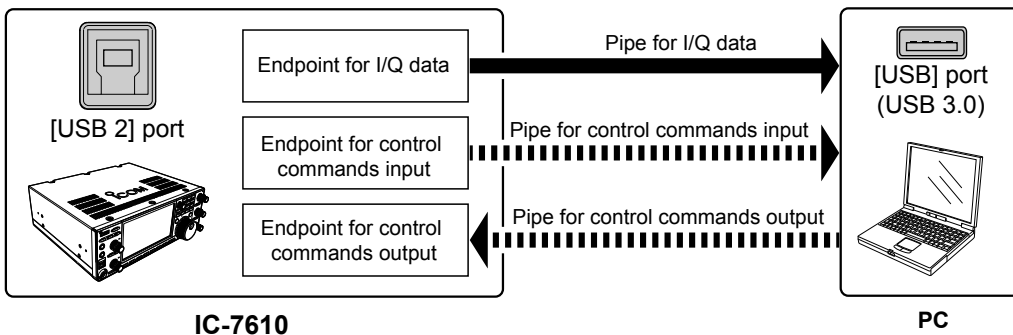 [USB 2] port
Endpoint for I/Q data
Endpoint for control
commands input
Endpoint for control
commands output
ICOM
IC-7610
Pipe for I/Q data
Pipe for control commands input
Pipe for control commands output
[USB] port
(USB 3.0)
PC